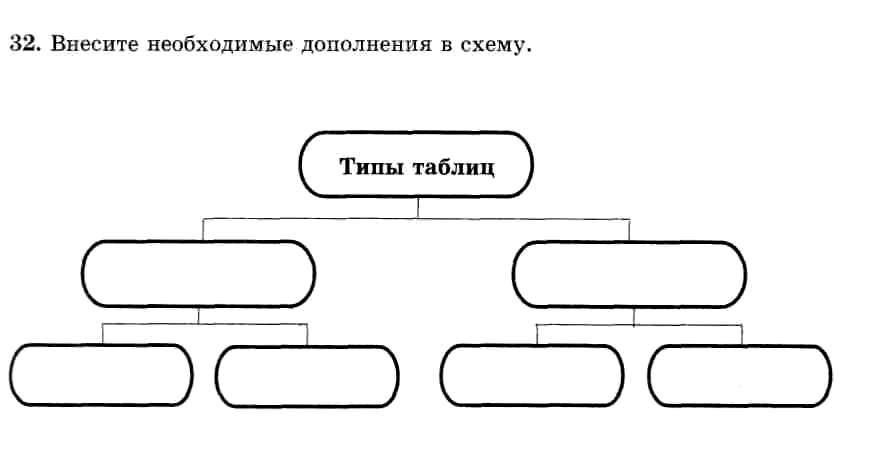 32. Внесите необходимые дополнения в схему.
Типы таблиц